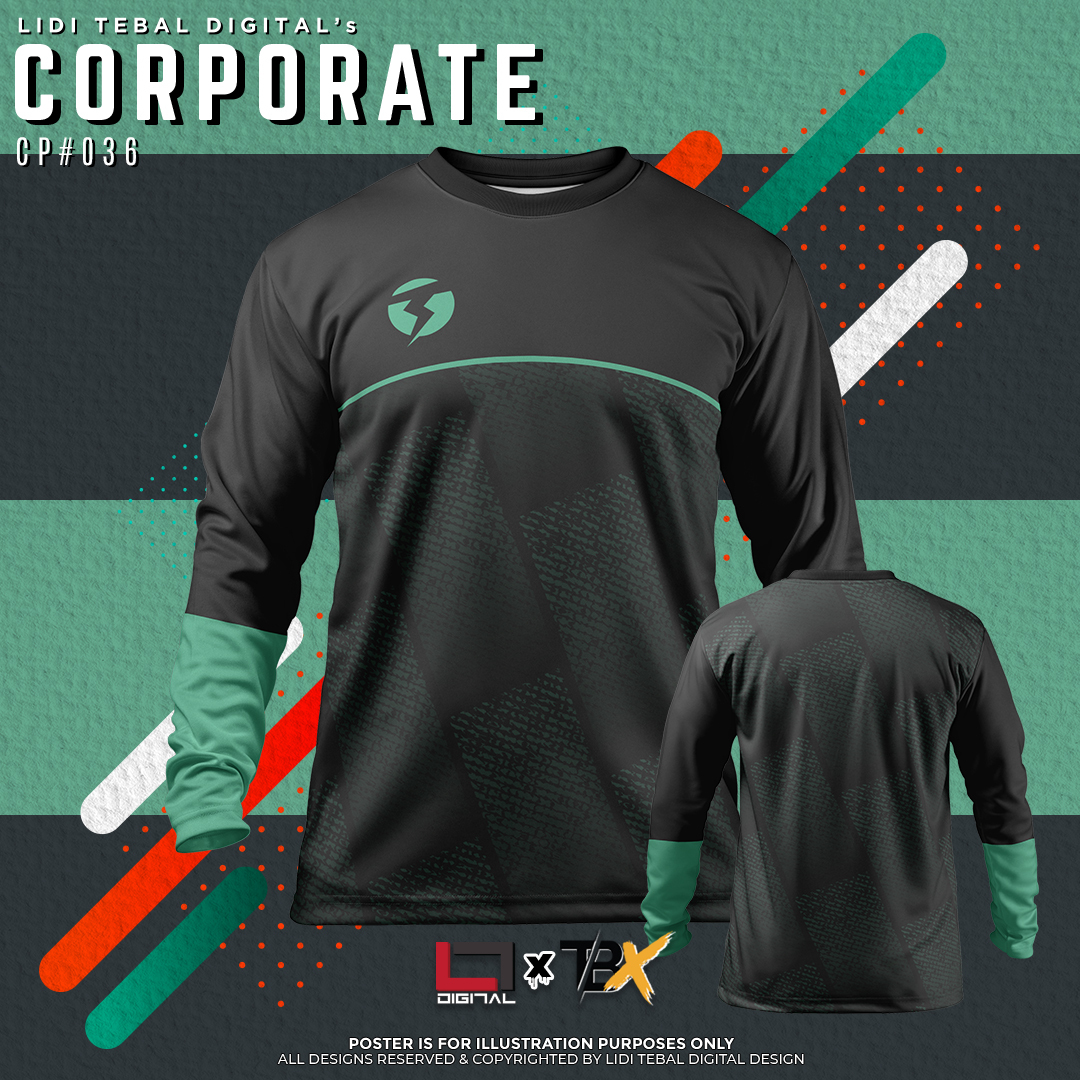 LIDI TEBAL DIGITAL's
CORPORATE
CP#036
LT
DIGITAL
X
TBX
POSTER IS FOR ILLUSTRATION PURPOSES ONLY
ALL DESIGNS RESERVED & COPYRIGHTED BY LIDI TEBAL DIGITAL DESIGN